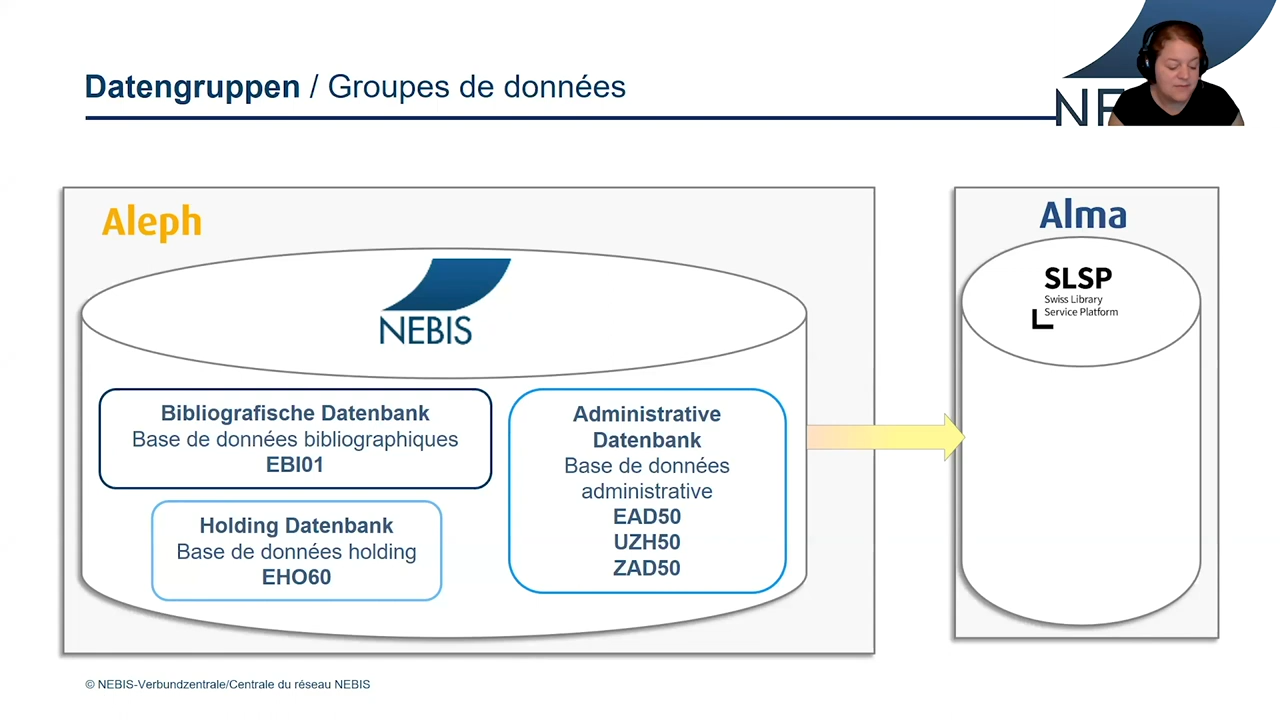 Datengruppen / Groupes de données
NE
Aleph
NEBIS
Bibliografische Datenbank
Base de données bibliographiques
EBI01
Holding Datenbank
Base de données holding
EHO60
Administrative
Datenbank
Base de données
administrative
EAD50
UZH50
ZAD50
Alma
SLSP
Swiss Library
Service Platform
© NEBIS-Verbundzentrale/Centrale du réseau NEBIS